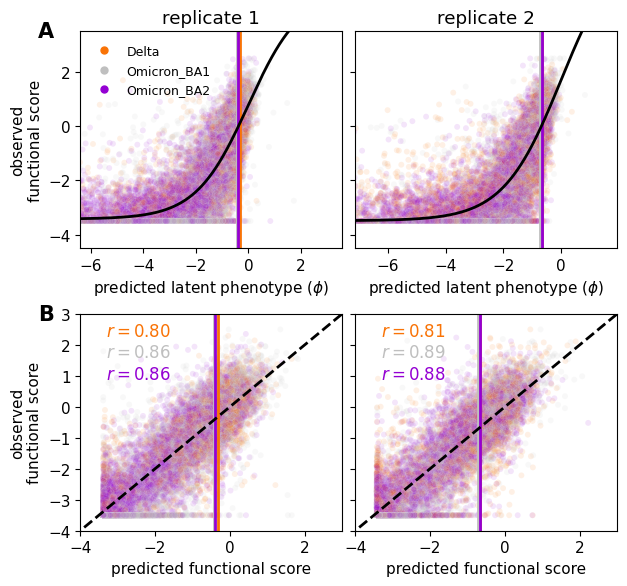 replicate 1
replicate 2
A
Delta
Omicron_BA1
Omicron_BA2
observed
functional score
2
0
−2
−4
−6
−4
−2
0
2
−6
−4
−2
0
predicted latent phenotype (ϕ)
predicted latent phenotype (ϕ)
B
r = 0.80
r = 0.86
r = 0.86
r = 0.81
r = 0.89
r = 0.88
observed
functional score
3
2
1
0
−1
−2
−3
−4
−4
−2
0
2
−4
−2
0
2
predicted functional score
predicted functional score